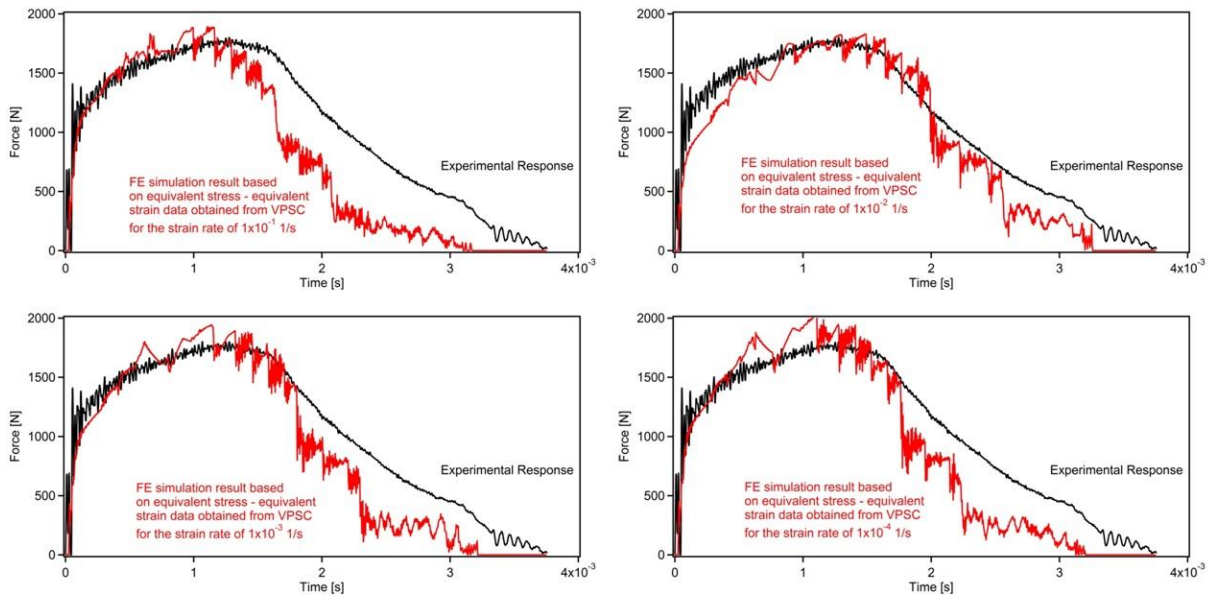 2000
1500
1000
500
0
Force [N]
Experimental Response
FE simulation result based
on equivalent stress - equivalent
strain data obtained from VPSC
for the strain rate of 1x10⁻¹ 1/s
0 1 2 3 4x10⁻³
Time [s]
2000
1500
1000
500
0
Force [N]
Experimental Response
FE simulation result based
on equivalent stress - equivalent
strain data obtained from VPSC
for the strain rate of 1x10⁻² 1/s
0 1 2 3 4x10⁻³
Time [s]
2000
1500
1000
500
0
Force [N]
Experimental Response
FE simulation result based
on equivalent stress - equivalent
strain data obtained from VPSC
for the strain rate of 1x10⁻³ 1/s
0 1 2 3 4x10⁻³
Time [s]
2000
1500
1000
500
0
Force [N]
Experimental Response
FE simulation result based
on equivalent stress - equivalent
strain data obtained from VPSC
for the strain rate of 1x10⁻⁴ 1/s
0 1 2 3 4x10⁻³
Time [s]